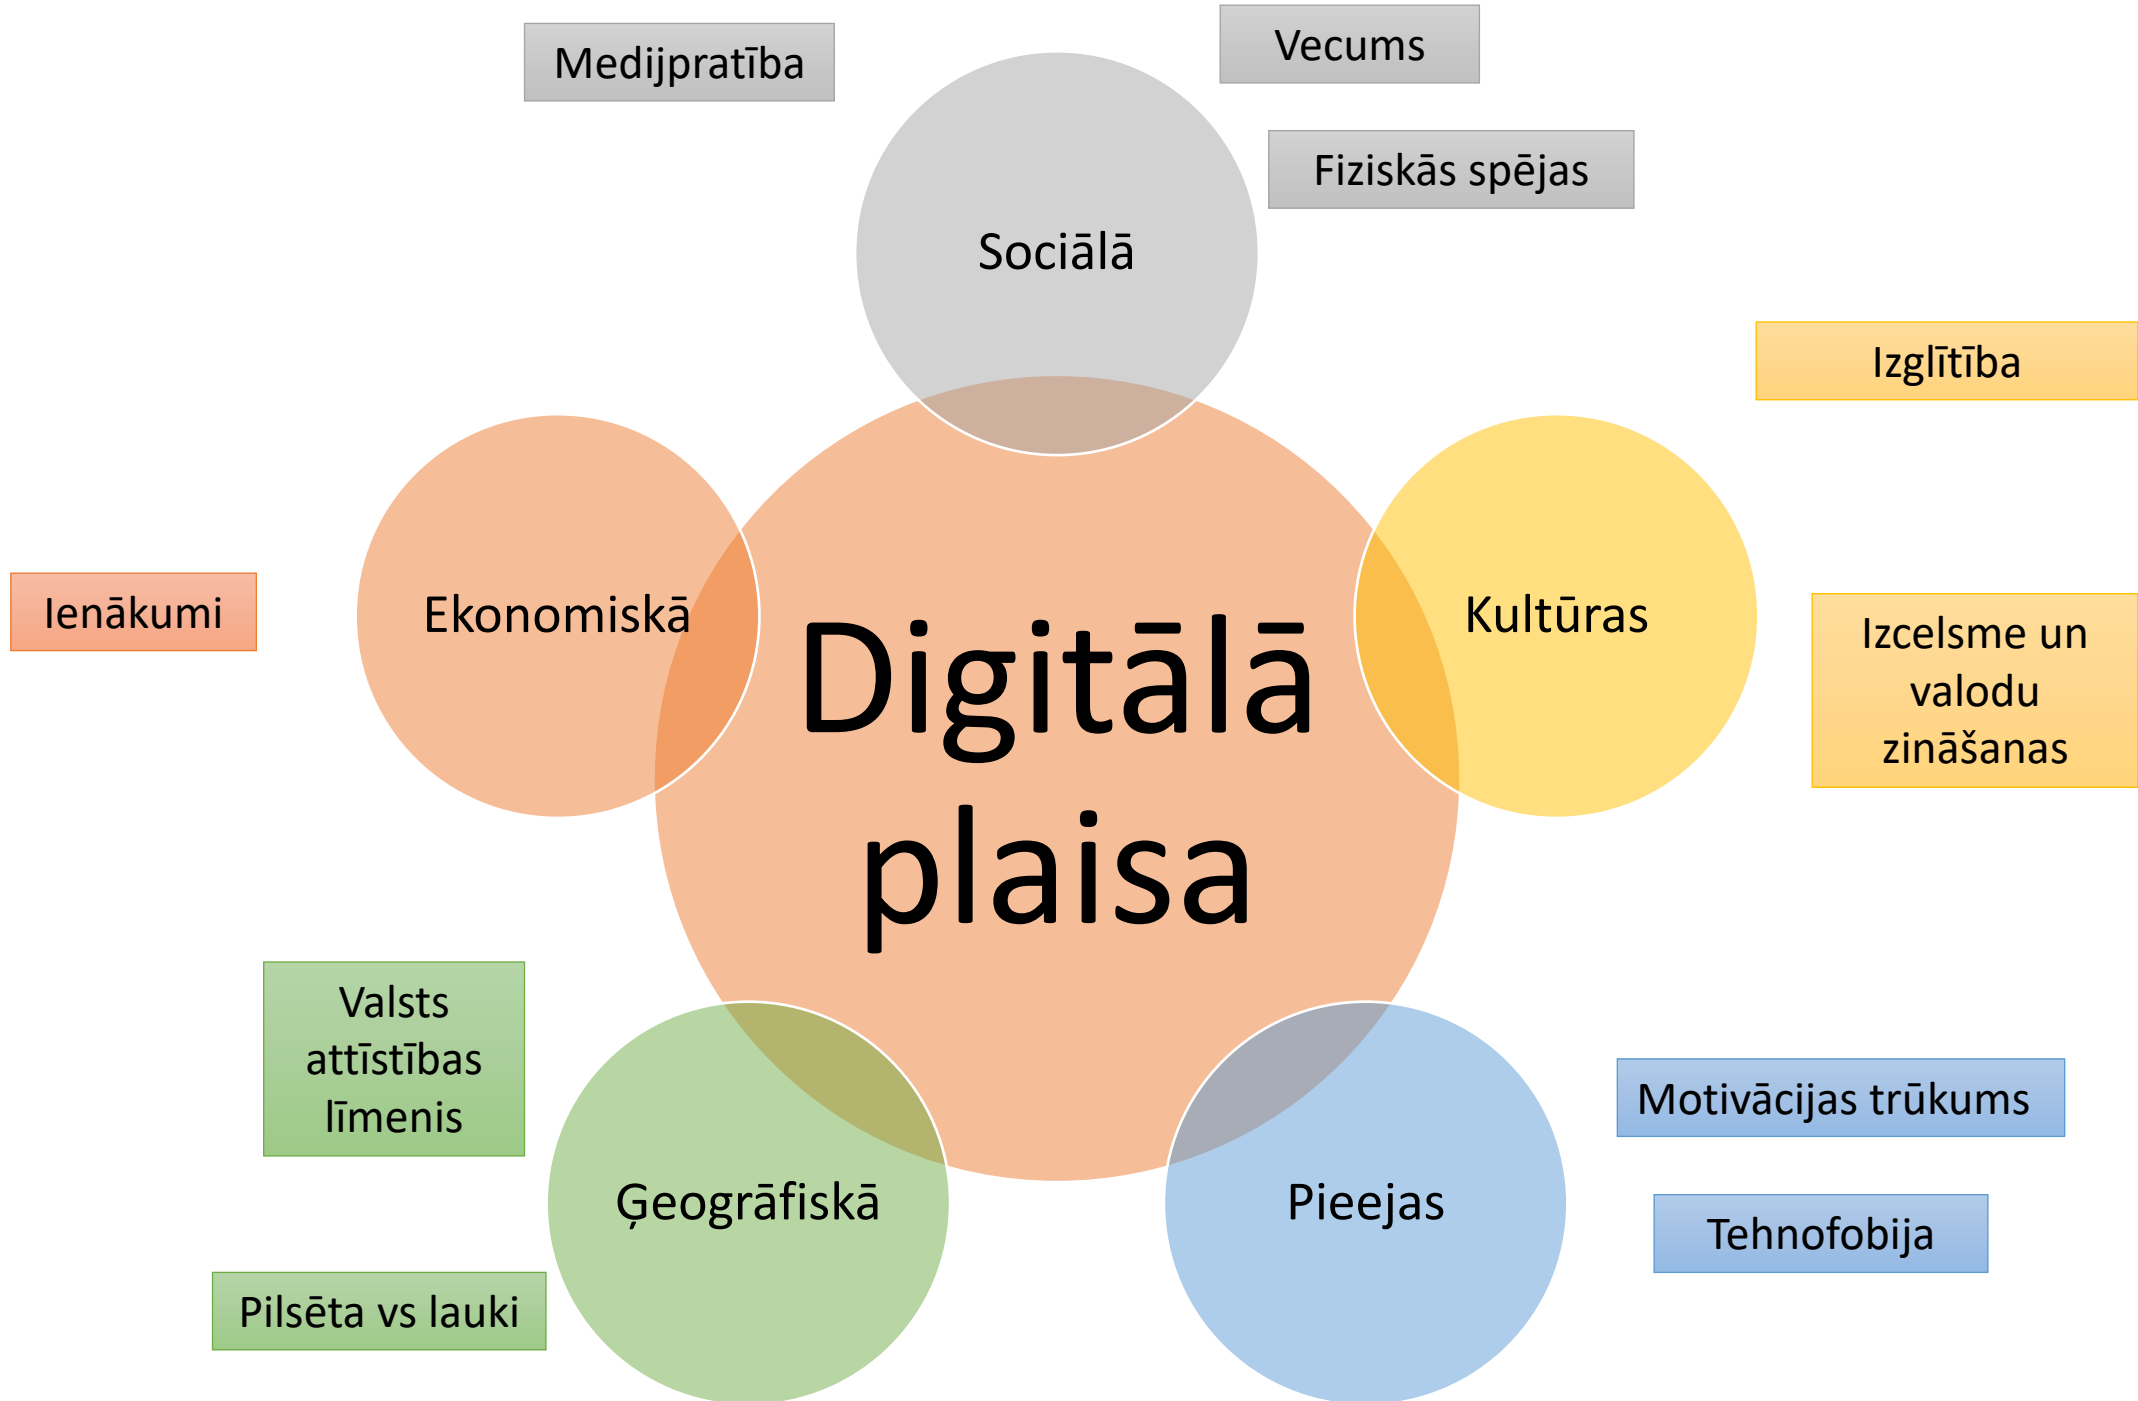 Medijpratība
Vecums
Fiziskās spējas
Sociālā
Izglītība
Ienākumi
Ekonomiskā
Digitālā
plaisa
Kultūras
Izcelsme un
valodu
zināšanas
Valsts
attīstības
līmenis
Ģeogrāfiskā
Pilsēta vs lauki
Pieejas
Motivācijas trūkums
Tehnofobija